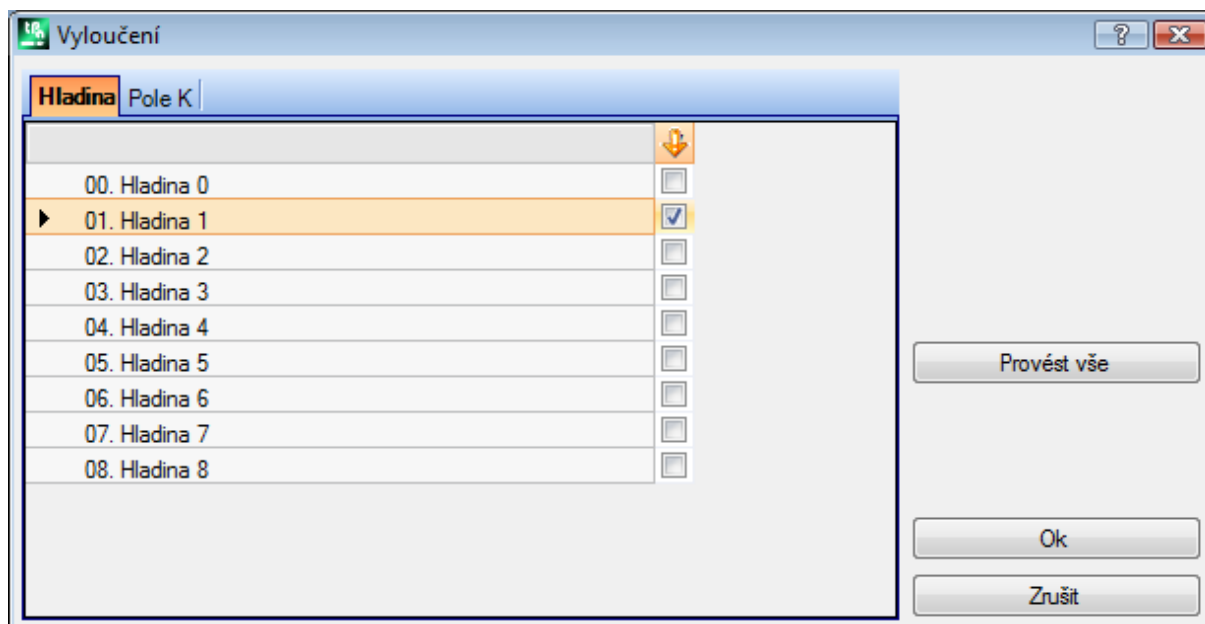 Vyloučení
Hladina Pole K
00. Hladina 0
01. Hladina 1
02. Hladina 2
03. Hladina 3
04. Hladina 4
05. Hladina 5
06. Hladina 6
07. Hladina 7
08. Hladina 8
Provést vše
Ok
Zrušit